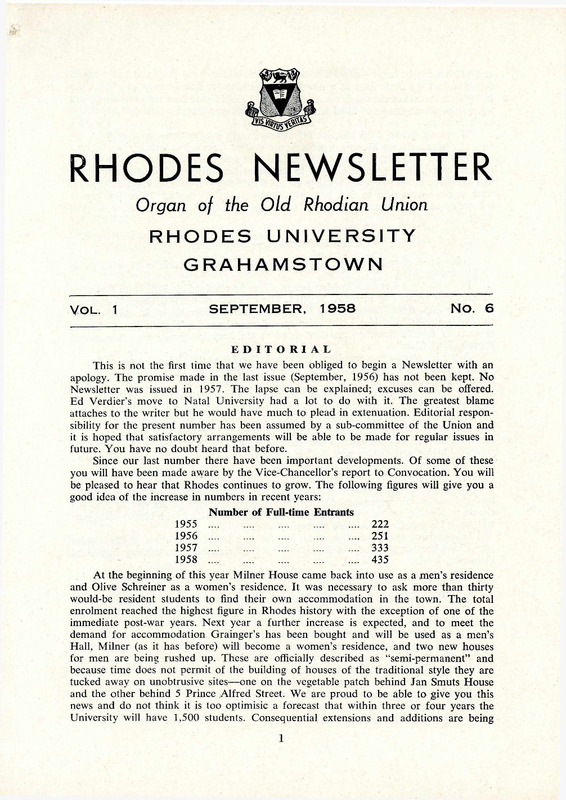 VIS VIRTUS VERITAS
RHODES NEWSLETTER
Organ of the Old Rhodian Union
RHODES UNIVERSITY
GRAHAMSTOWN
VOL. 1 SEPTEMBER, 1958 No. 6
EDITORIAL
This is not the first time that we have been obliged to begin a Newsletter with an
apology. The promise made in the last issue (September, 1956) has not been kept. No
Newsletter was issued in 1957. The lapse can be explained; excuses can be offered.
Ed Verdier's move to Natal University had a lot to do with it. The greatest blame
attaches to the writer but he would have much to plead in extenuation. Editorial respon-
sibility for the present number has been assumed by a sub-committee of the Union and
it is hoped that satisfactory arrangements will be able to be made for regular issues in
future. You have no doubt heard that before.
Since our last number there have been important developments. Of some of these
you will have been made aware by the Vice-Chancellor's report to Convocation. You will
be pleased to hear that Rhodes continues to grow. The following figures will give you a
good idea of the increase in numbers in recent years:
Number of Full-time Entrants
1955 .... .... .... .... .... 222
1956 .... .... .... .... .... 251
1957 .... .... .... .... .... 333
1958 .... .... .... .... .... 435
At the beginning of this year Milner House came back into use as a men's residence
and Olive Schreiner as a women's residence. It was necessary to ask more than thirty
would-be resident students to find their own accommodation in the town. The total
enrolment reached the highest figure in Rhodes history with the exception of one of the
immediate post-war years. Next year a further increase is expected, and to meet the
demand for accommodation Grainger's has been bought and will be used as a men's
Hall, Milner (as it has before) will become a women's residence, and two new houses
for men are being rushed up. These are officially described as "semi-permanent" and
because time does not permit of the building of houses of the traditional style they are
tucked away on unobtrusive sites—one on the vegetable patch behind Jan Smuts House
and the other behind 5 Prince Alfred Street. We are proud to be able to give you this
news and do not think it is too optimisic a forecast that within three or four years the
University will have 1,500 students. Consequential extensions and additions are being
1